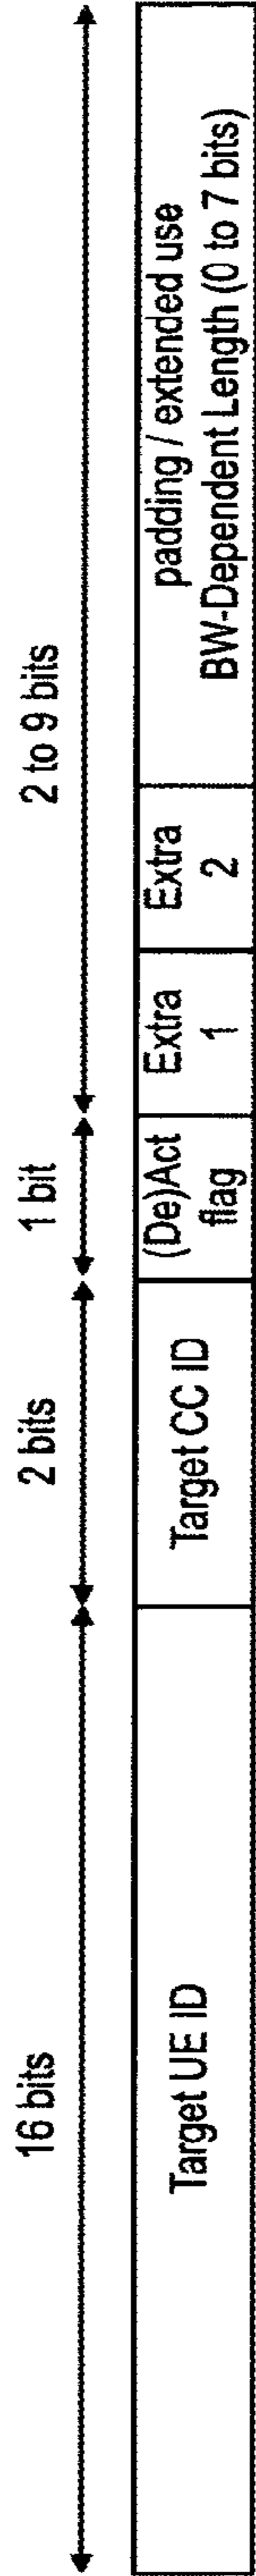 16 bits
2 bits
1 bit
2 to 9 bits
Target UE ID
Target CC ID
(De)Act
flag
Extra
1
Extra
2
padding / extended use
BW-Dependent Length (0 to 7 bits)